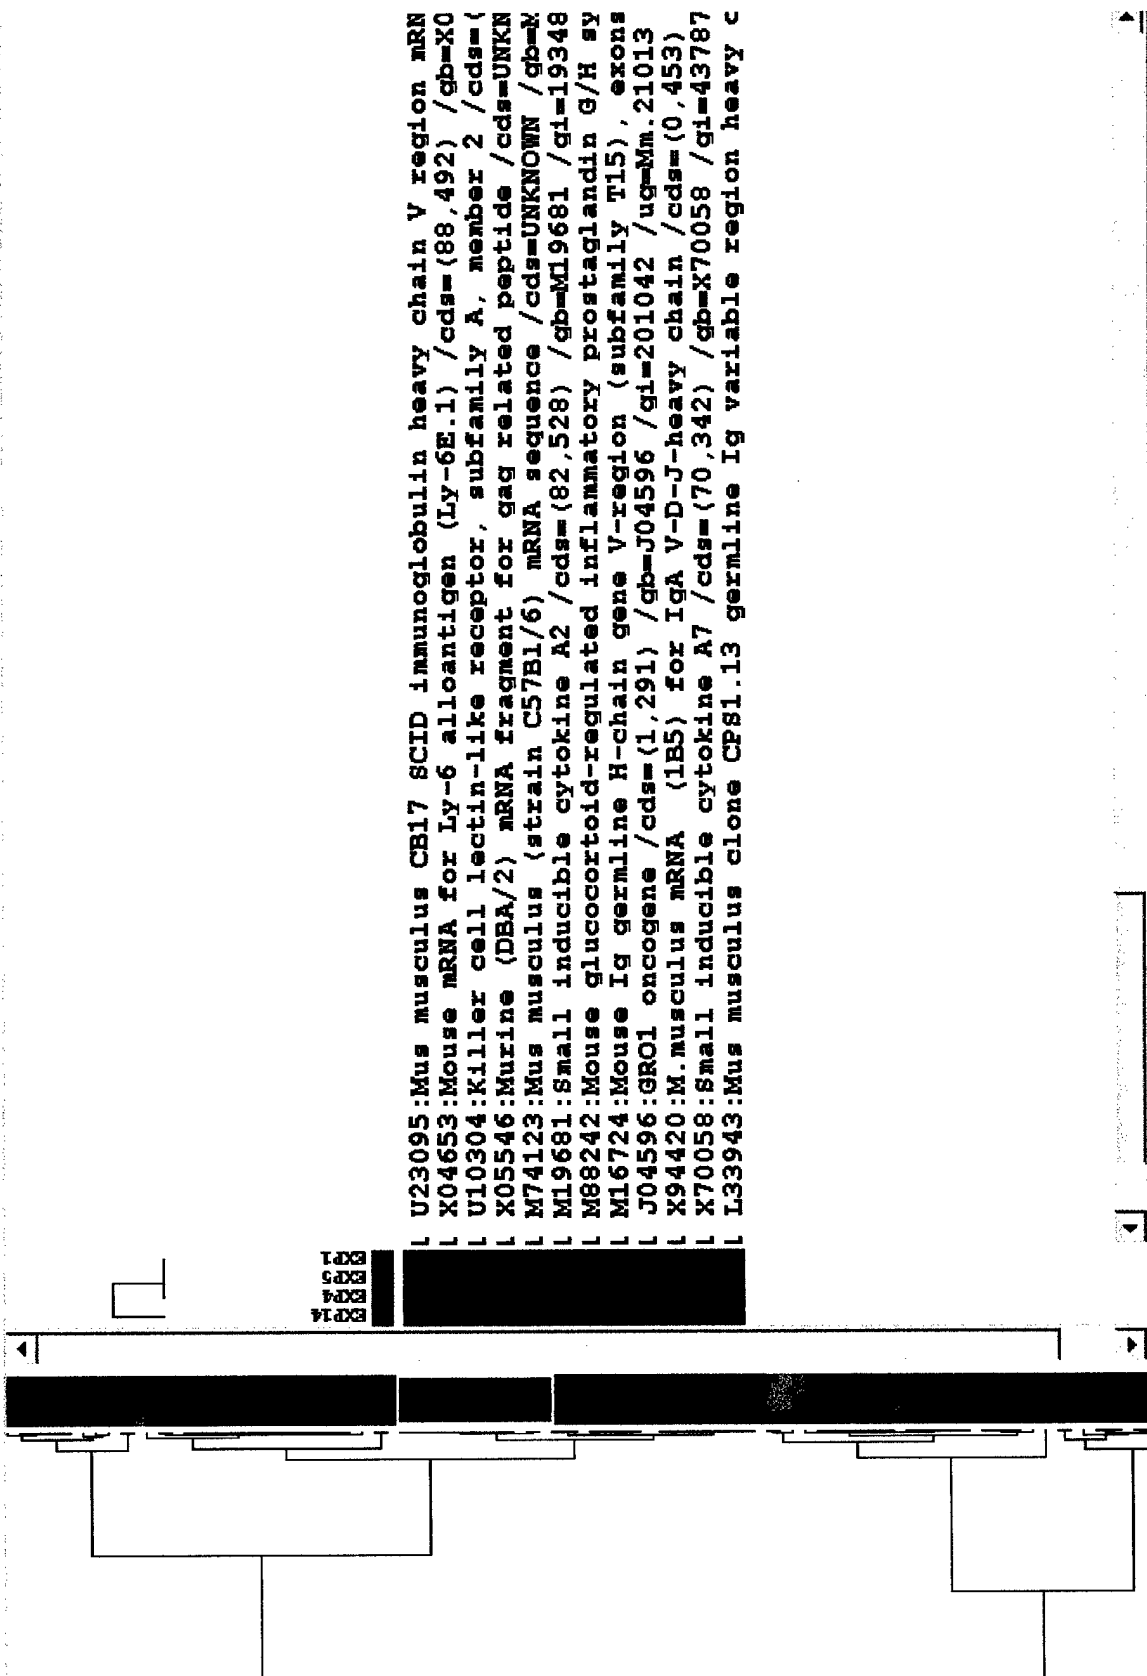 EXP14
EXP4
EXP5
EXP1
L U23095:Mus musculus CB17 SCID immunoglobulin heavy chain V region mRN
L X04653:Mouse mRNA for Ly-6 alloantigen (Ly-6E.1) /cds=(88,492) /gb=X0
L U10304:Killer cell lectin-like receptor, subfamily A, member 2 /cds=(
L X05546:Murine (DBA/2) mRNA fragment for gag related peptide /cds=UNKN
L M74123:Mus musculus (strain C57Bl/6) mRNA sequence /cds=UNKNOWN /gb=M
L M19681:Small inducible cytokine A2 /cds=(82,528) /gb=M19681 /gi=19348
L M88242:Mouse glucocortoid-regulated inflammatory prostaglandin G/H sy
L M16724:Mouse Ig germline H-chain gene V-region (subfamily T15), exons
L J04596:GRO1 oncogene /cds=(1,291) /gb=J04596 /gi=201042 /ug=Mm.21013
L X94420:M.musculus mRNA (1B5) for IgA V-D-J-heavy chain /cds=(0,453)
L X70058:Small inducible cytokine A7 /cds=(70,342) /gb=X70058 /gi=43787
L L33943:Mus musculus clone CPS1.13 germline Ig variable region heavy c